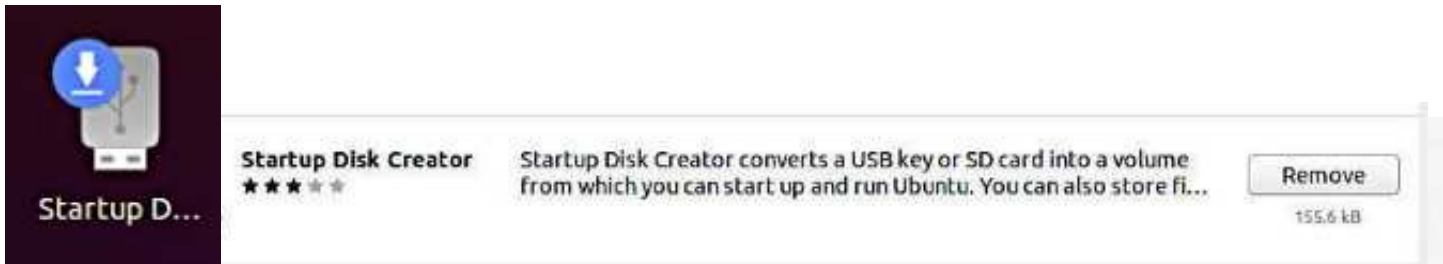 Startup D...
Startup Disk Creator
Startup Disk Creator converts a USB key or SD card into a volume
from which you can start up and run Ubuntu. You can also store fi...
Remove
155.6 kB